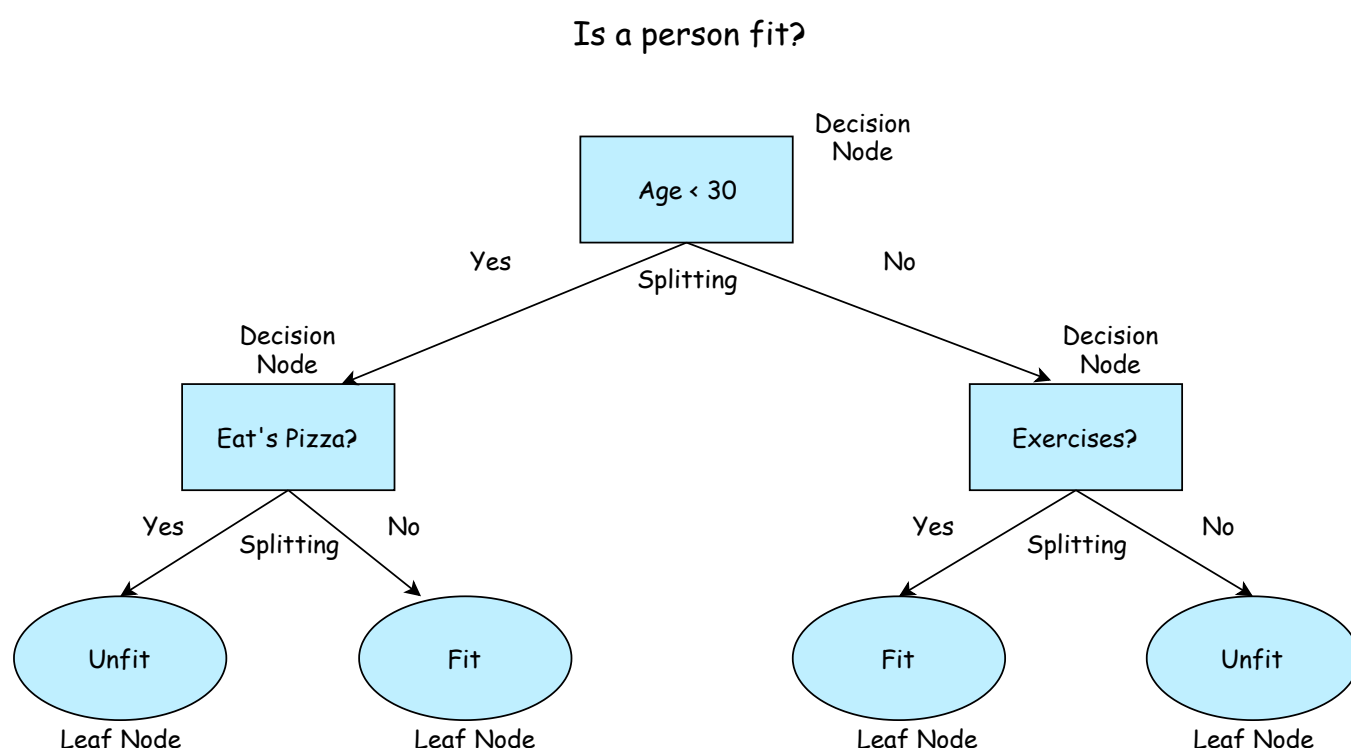 Is a person fit?
Decision
Node
Age < 30
Yes
No
Splitting
Decision
Node
Decision
Node
Eat's Pizza?
Exercises?
Yes
No
Splitting
Yes
No
Splitting
Unfit
Fit
Fit
Unfit
Leaf Node
Leaf Node
Leaf Node
Leaf Node